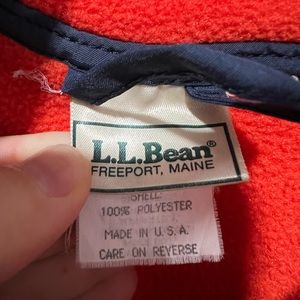 L.L.Bean®
FREEPORT, MAINE
SHELL:
100% POLYESTER
MADE IN U.S.A.
CARE ON REVERSE